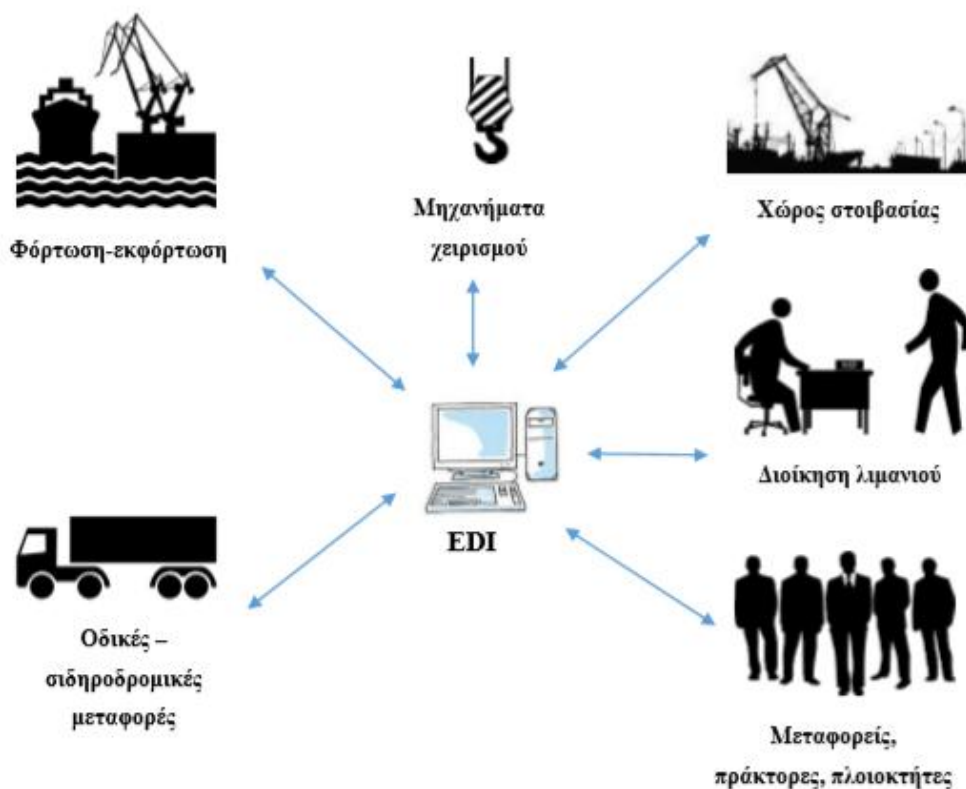 Φόρτωση-εκφόρτωση
Μηχανήματα
χειρισμού
Χώρος στοιβασίας
Διοίκηση λιμανιού
EDI
Οδικές –
σιδηροδρομικές
μεταφορές
Μεταφορείς,
πράκτορες, πλοιοκτήτες